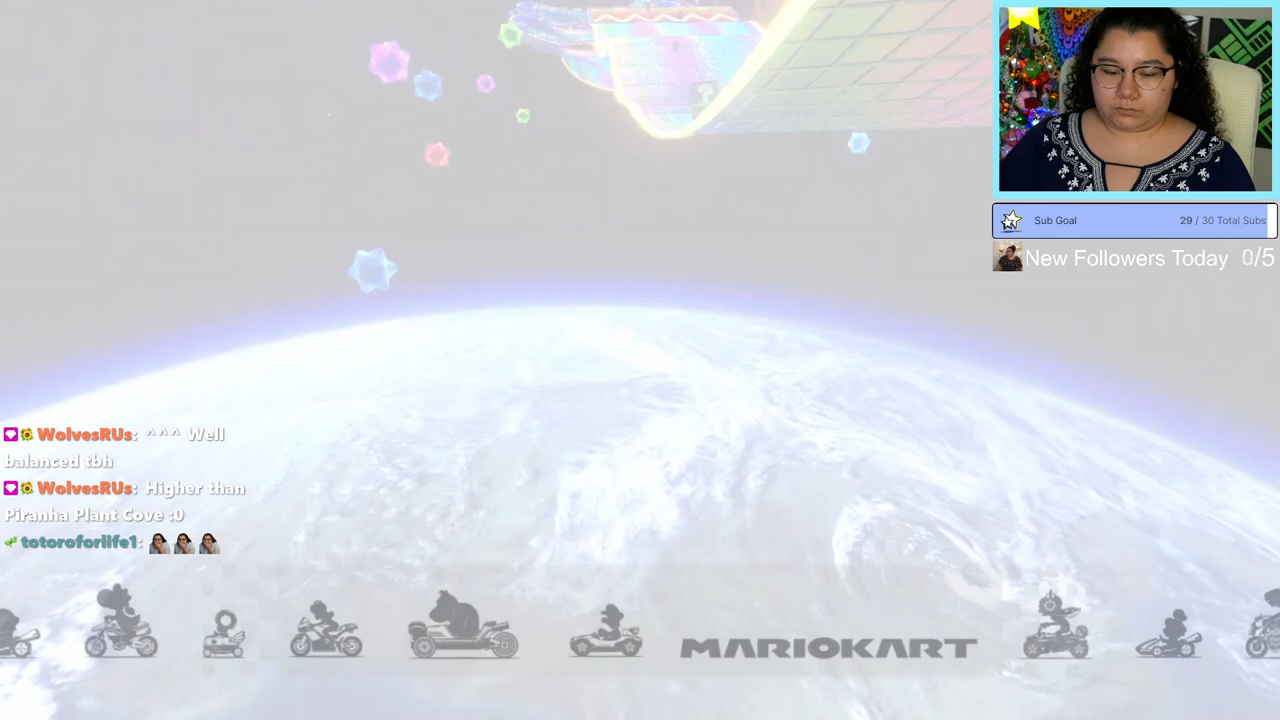 Sub Goal 29 / 30 Total Subs
New Followers Today 0/5
WolvesRUs: ^^^ Well
balanced tbh
WolvesRUs: Higher than
Piranha Plant Cove :0
totoroforlife1:
MARIOKART